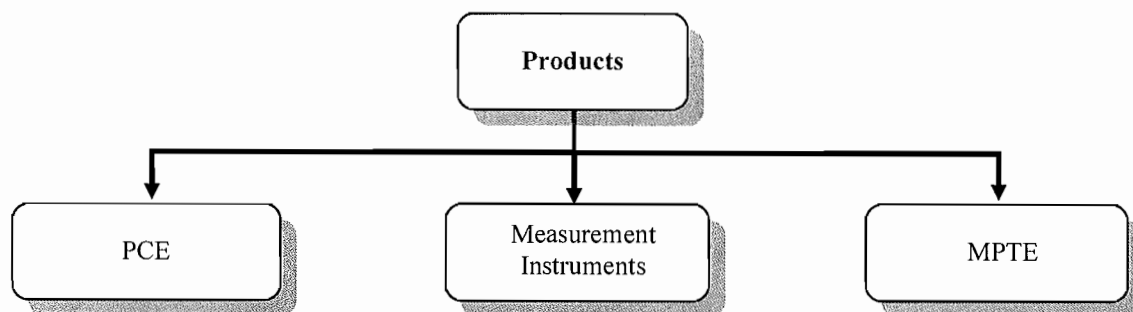 Products
PCE
Measurement
Instruments
MPTE